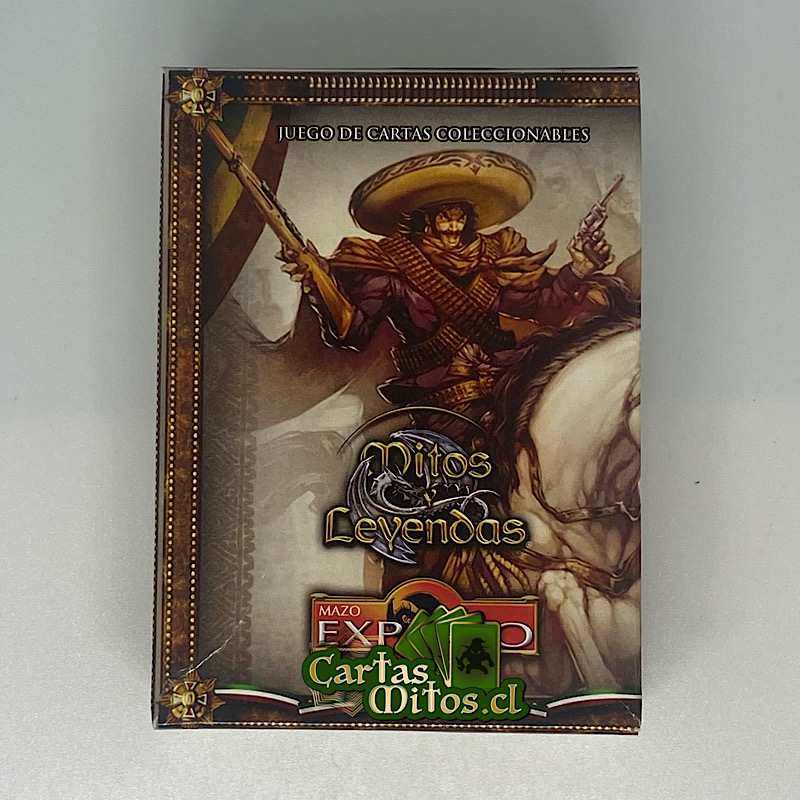 JUEGO DE CARTAS COLECCIONABLES
Mitos
y
Leyendas
MAZO
Cartas
Mitos.cl